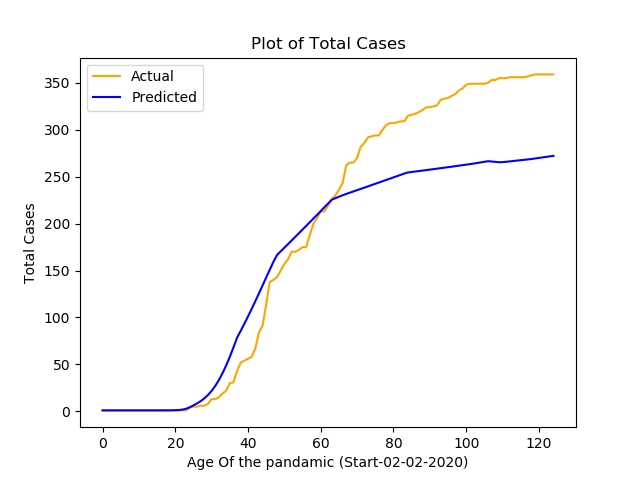 Plot of Total Cases
Actual
Predicted
350
300
250
200
150
100
50
0
Total Cases
0 20 40 60 80 100 120
Age Of the pandamic (Start-02-02-2020)